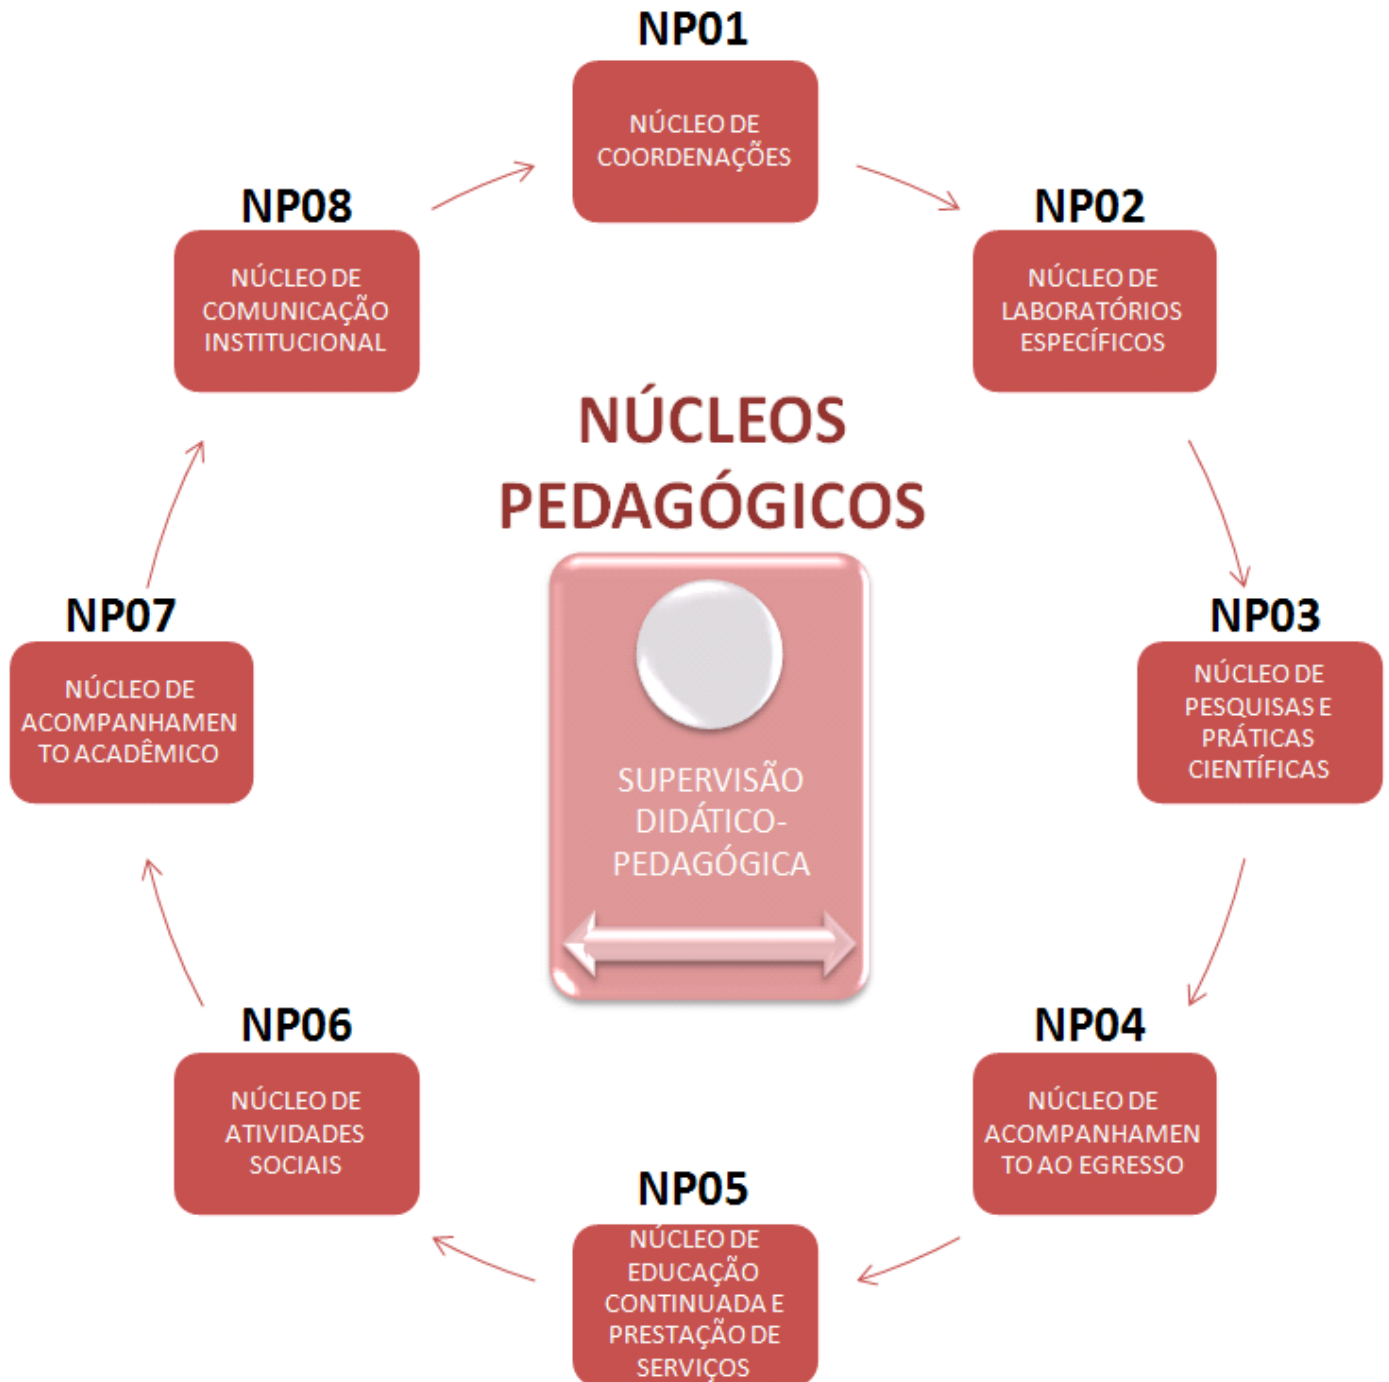 NP01
NÚCLEO DE
COORDENAÇÕES
NP02
NÚCLEO DE
LABORATÓRIOS
ESPECÍFICOS
NP03
NÚCLEO DE
PESQUISAS E
PRÁTICAS
CIENTÍFICAS
NP04
NÚCLEO DE
ACOMPANHAMEN
TO AO EGRESSO
NP05
NÚCLEO DE
EDUCAÇÃO
CONTINUADA E
PRESTAÇÃO DE
SERVIÇOS
NP06
NÚCLEO DE
ATIVIDADES
SOCIAIS
NP07
NÚCLEO DE
ACOMPANHAMEN
TO ACADÊMICO
NP08
NÚCLEO DE
COMUNICAÇÃO
INSTITUCIONAL
NÚCLEOS
PEDAGÓGICOS
SUPERVISÃO
DIDÁTICO-
PEDAGÓGICA